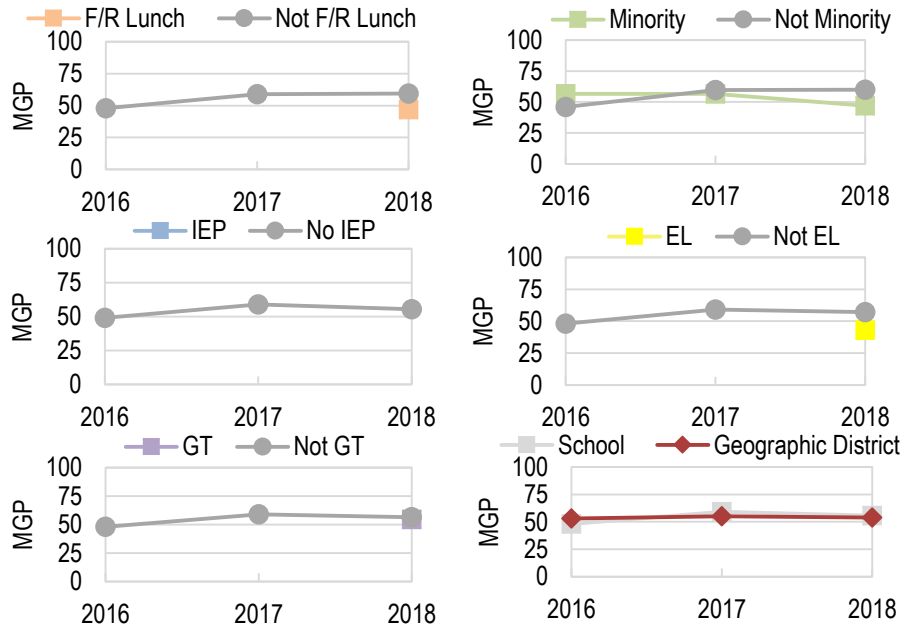 F/R Lunch Not F/R Lunch
100
75
50
25
0
MGP
2016 2017 2018
Minority Not Minority
100
75
50
25
0
MGP
2016 2017 2018
IEP No IEP
100
75
50
25
0
MGP
2016 2017 2018
EL Not EL
100
75
50
25
0
MGP
2016 2017 2018
GT Not GT
100
75
50
25
0
MGP
2016 2017 2018
School Geographic District
100
75
50
25
0
MGP
2016 2017 2018